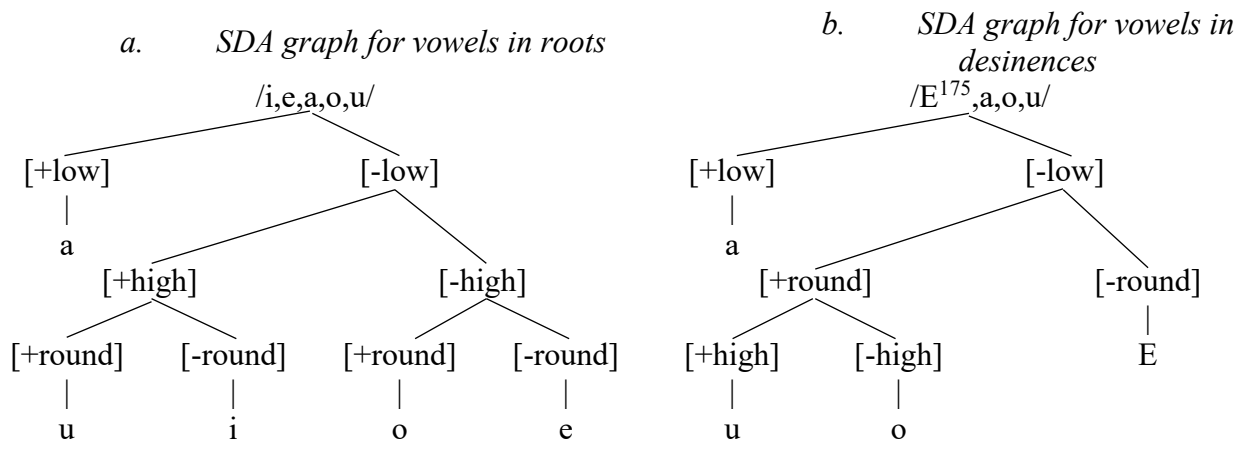 a. SDA graph for vowels in roots
/i,e,a,o,u/
[+low] [-low]
a
[+high] [-high]
[+round] [-round] [+round] [-round]
u i o e
b. SDA graph for vowels in
desinences
/E175,a,o,u/
[+low] [-low]
a
[+round] [-round]
[+high] [-high] E
u o